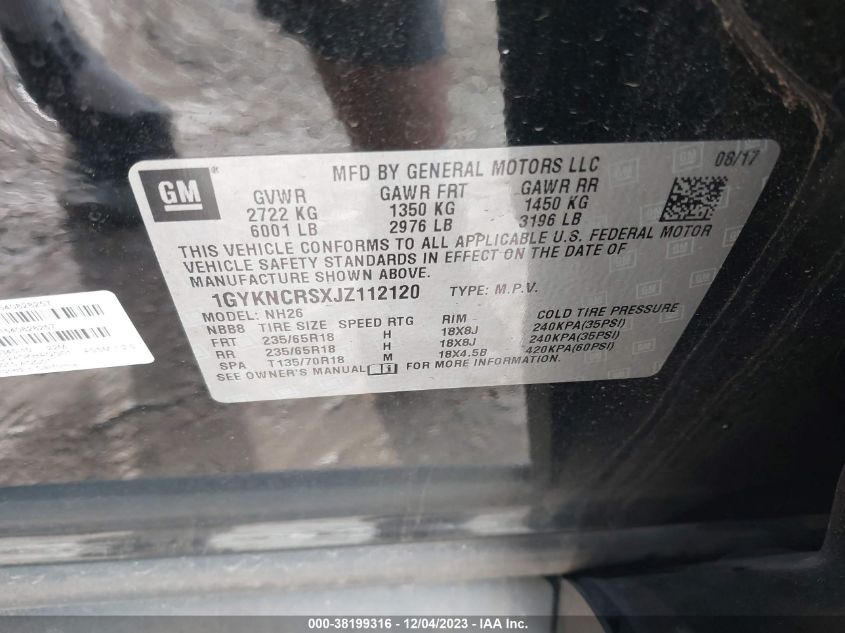 MFD BY GENERAL MOTORS LLC
08/17
GM
GVWR GAWR FRT GAWR RR
2722 KG 1350 KG 1450 KG
6001 LB 2976 LB 3196 LB
THIS VEHICLE CONFORMS TO ALL APPLICABLE U.S. FEDERAL MOTOR
VEHICLE SAFETY STANDARDS IN EFFECT ON THE DATE OF
MANUFACTURE SHOWN ABOVE.
1GYKNCRSXJZ112120 TYPE: M.P.V.
MODEL: NH26
NBB8 TIRE SIZE SPEED RTG RIM COLD TIRE PRESSURE
FRT 235/65R18 H 18X8J 240KPA(35PSI)
RR 235/65R18 H 18X8J 240KPA(35PSI)
SPA T135/70R18 M 18X4.5B 420KPA(60PSI)
SEE OWNER'S MANUAL FOR MORE INFORMATION.
000-38199316 - 12/04/2023 - IAA Inc.